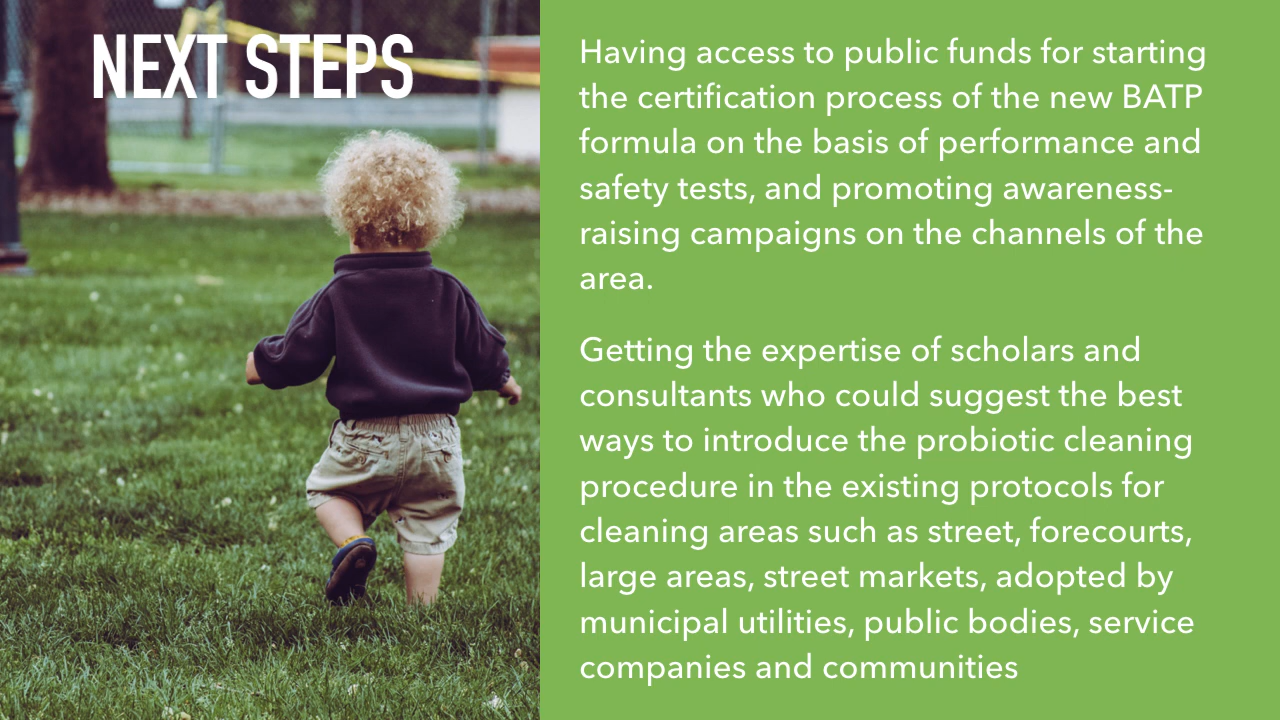 NEXT STEPS
Having access to public funds for starting
the certification process of the new BATP
formula on the basis of performance and
safety tests, and promoting awareness-
raising campaigns on the channels of the
area.
Getting the expertise of scholars and
consultants who could suggest the best
ways to introduce the probiotic cleaning
procedure in the existing protocols for
cleaning areas such as street, forecourts,
large areas, street markets, adopted by
municipal utilities, public bodies, service
companies and communities